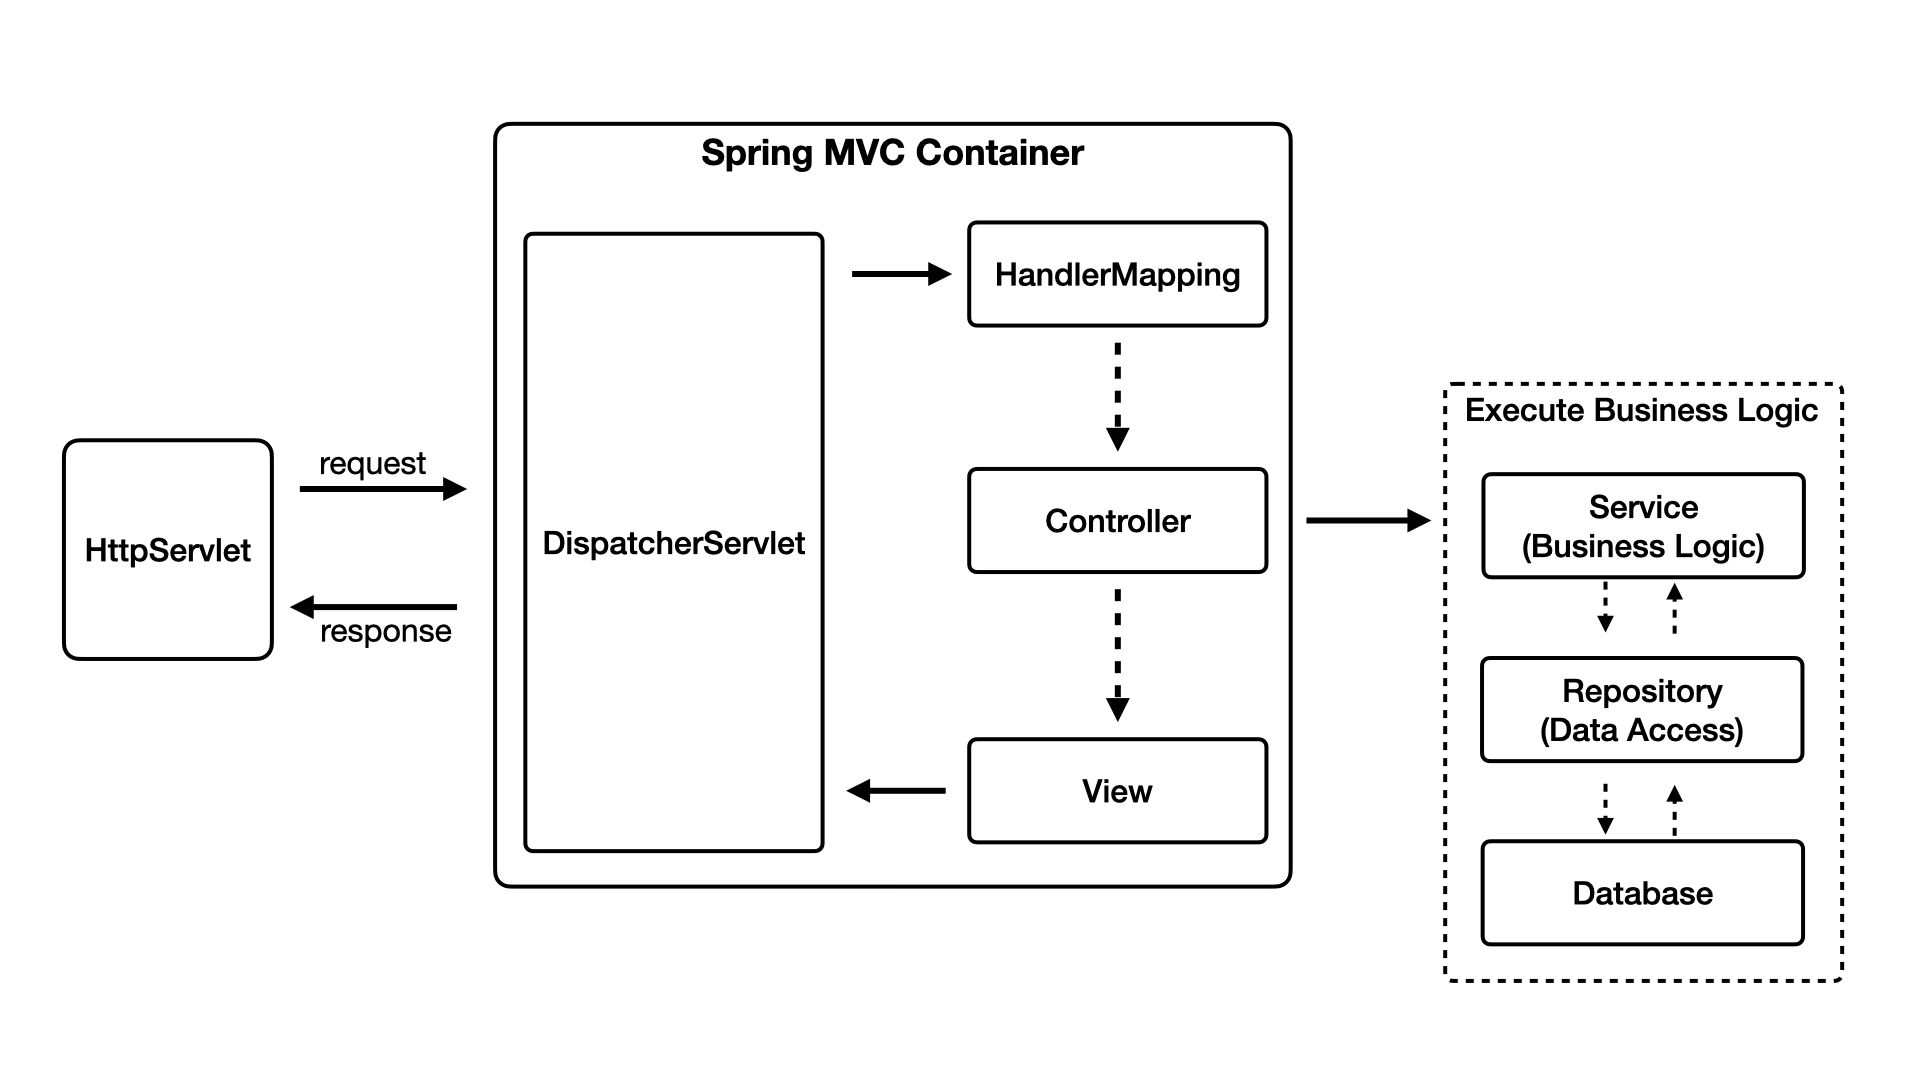 Spring MVC Container
HttpServlet
request
response
DispatcherServlet
HandlerMapping
Controller
View
Execute Business Logic
Service
(Business Logic)
Repository
(Data Access)
Database